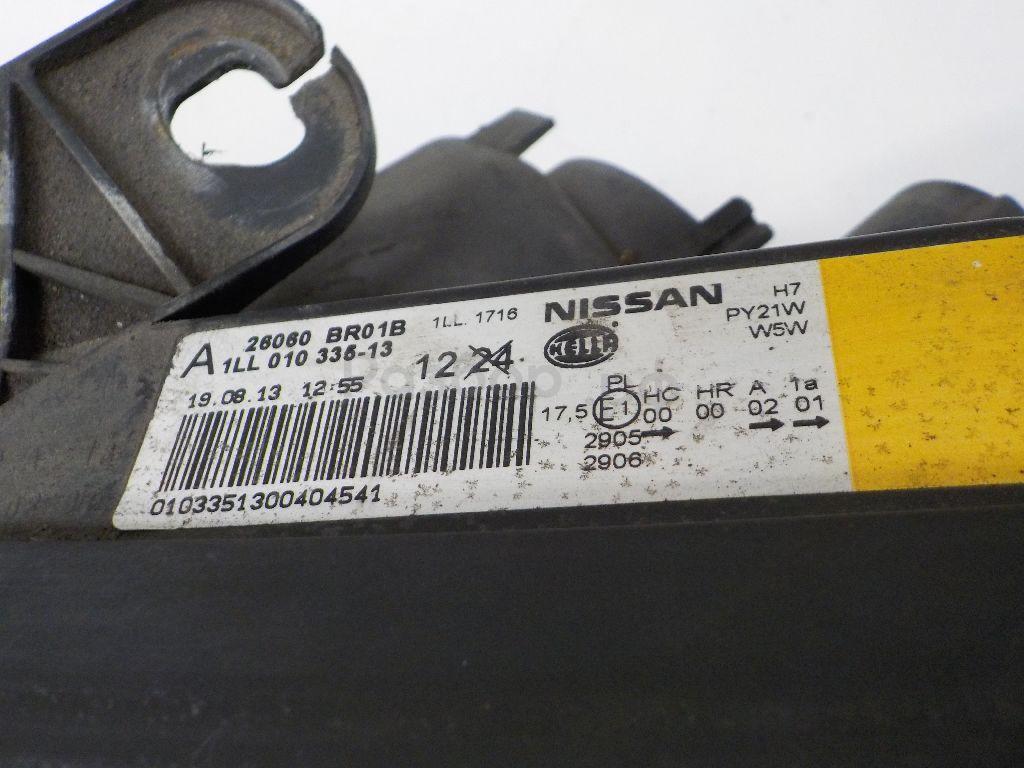 26060 BR01B
1LL. 1716
NISSAN
H7
PY21W
W5W
A
1LL 010 335-13
12 24
HELLA
19.08.13 12:55
PL
HC HR A 1a
17,5 E1 00 00 02 01
2905→ → →
2906
0103351300404541